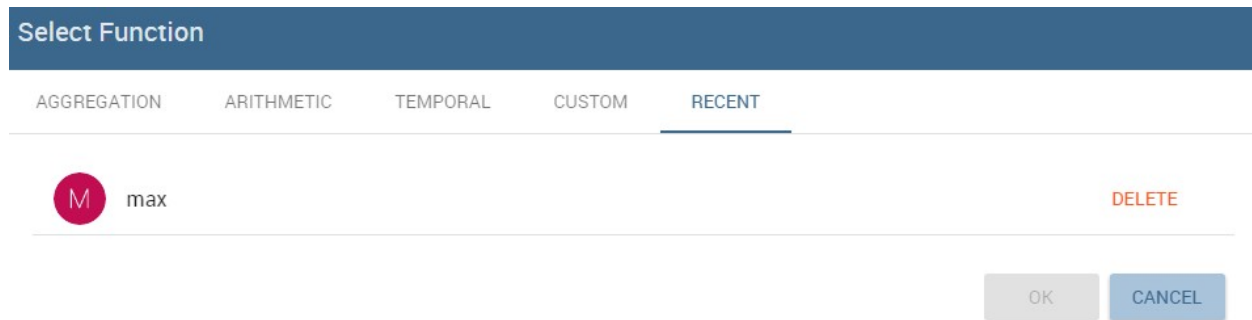 Select Function
AGGREGATION ARITHMETIC TEMPORAL CUSTOM RECENT
M max DELETE
OK CANCEL